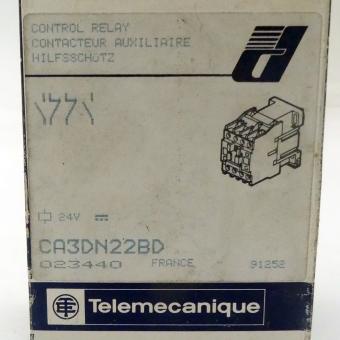 CONTROL RELAY
CONTACTEUR AUXILIAIRE
HILFSSCHÜTZ
24V
CA3DN22BD
023440 FRANCE 91252
Telemecanique